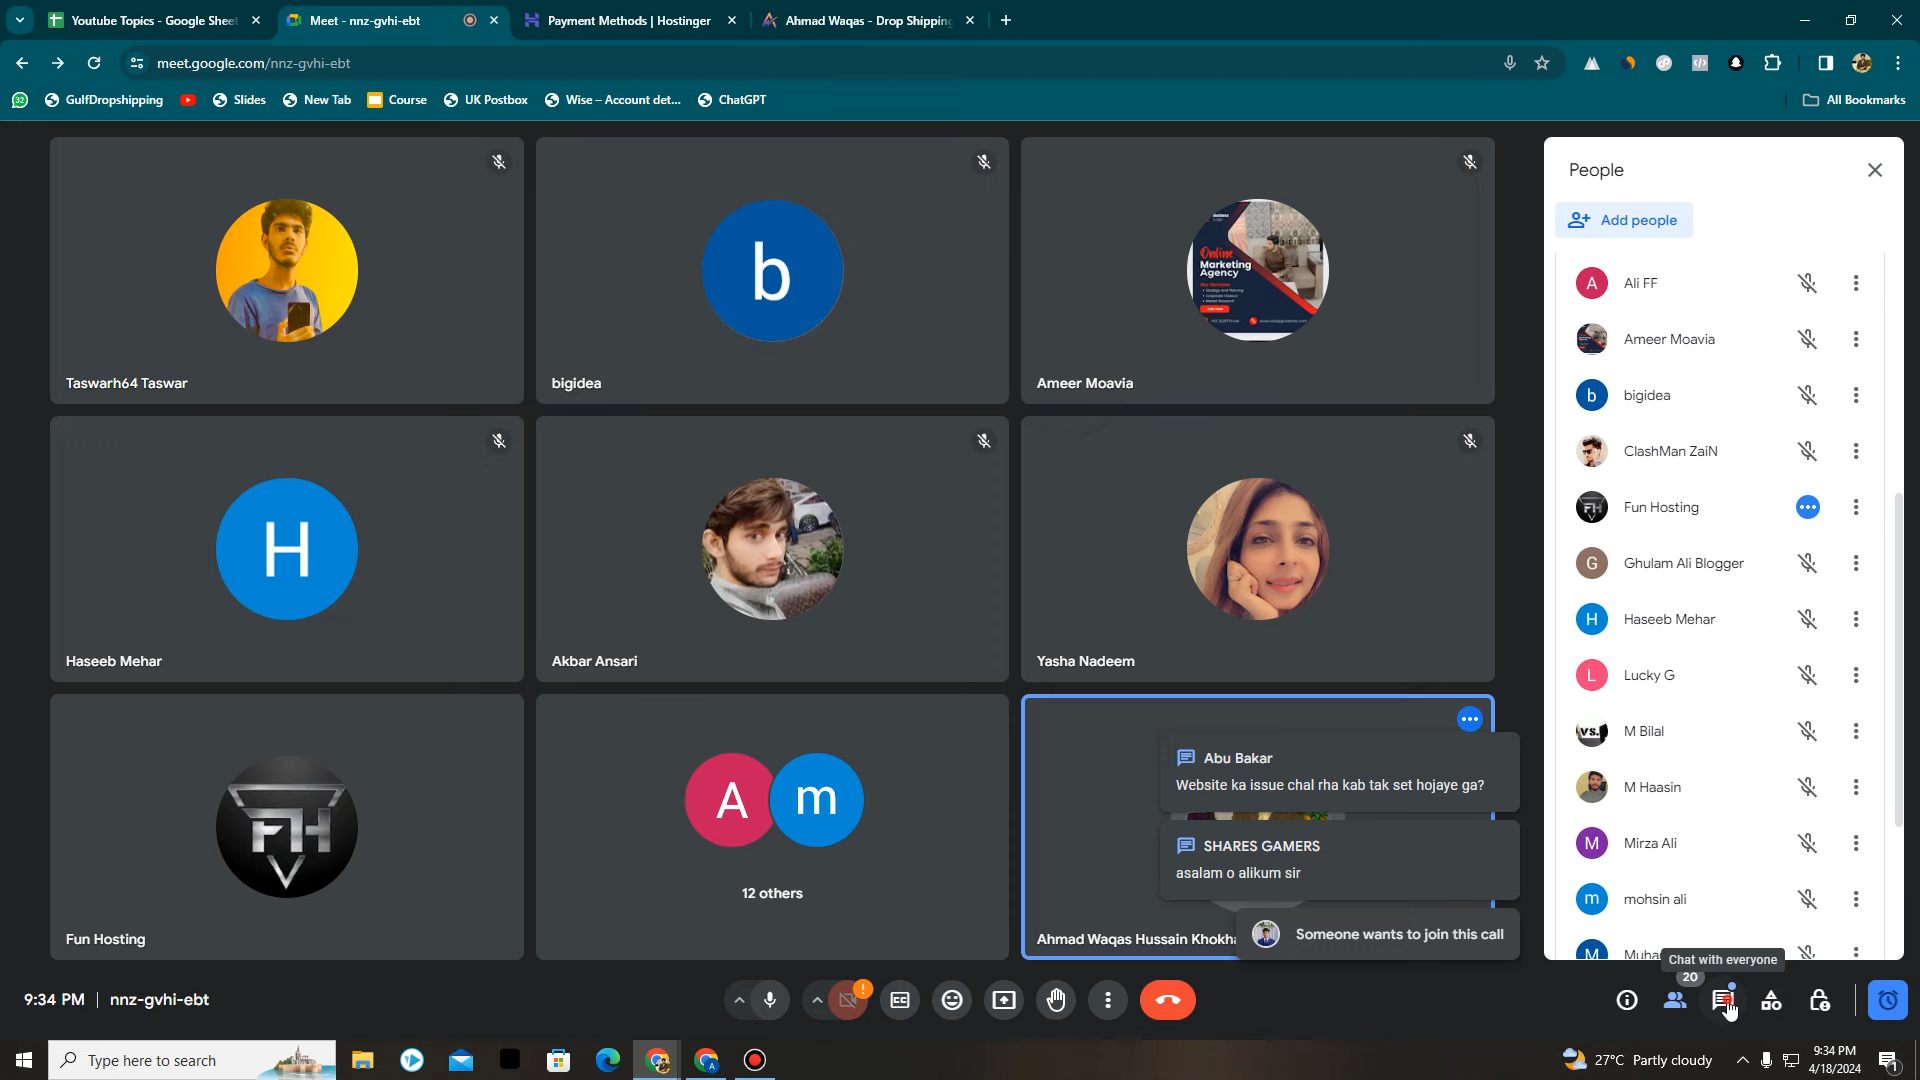 Youtube Topics - Google Sheet
Meet - nnz-gvhi-ebt
Payment Methods | Hostinger
Ahmad Waqas - Drop Shipping
meet.google.com/nnz-gvhi-ebt
32
GulfDropshipping
Slides
New Tab
Course
UK Postbox
Wise – Account det...
ChatGPT
All Bookmarks
People
Add people
Taswarh64 Taswar
b
bigidea
Online
Marketing
Agency
Ameer Moavia
H
Haseeb Mehar
Akbar Ansari
Yasha Nadeem
FH
Fun Hosting
A
m
12 others
Abu Bakar
Website ka issue chal rha kab tak set hojaye ga?
SHARES GAMERS
asalam o alikum sir
Ahmad Waqas Hussain Khokha
Someone wants to join this call
A
Ali FF
Ameer Moavia
b
bigidea
ClashMan ZaiN
Fun Hosting
G
Ghulam Ali Blogger
H
Haseeb Mehar
L
Lucky G
VS.
M Bilal
M Haasin
M
Mirza Ali
m
mohsin ali
M
Muha
Chat with everyone
20
9:34 PM | nnz-gvhi-ebt
Type here to search
27°C Partly cloudy
9:34 PM
4/18/2024
1